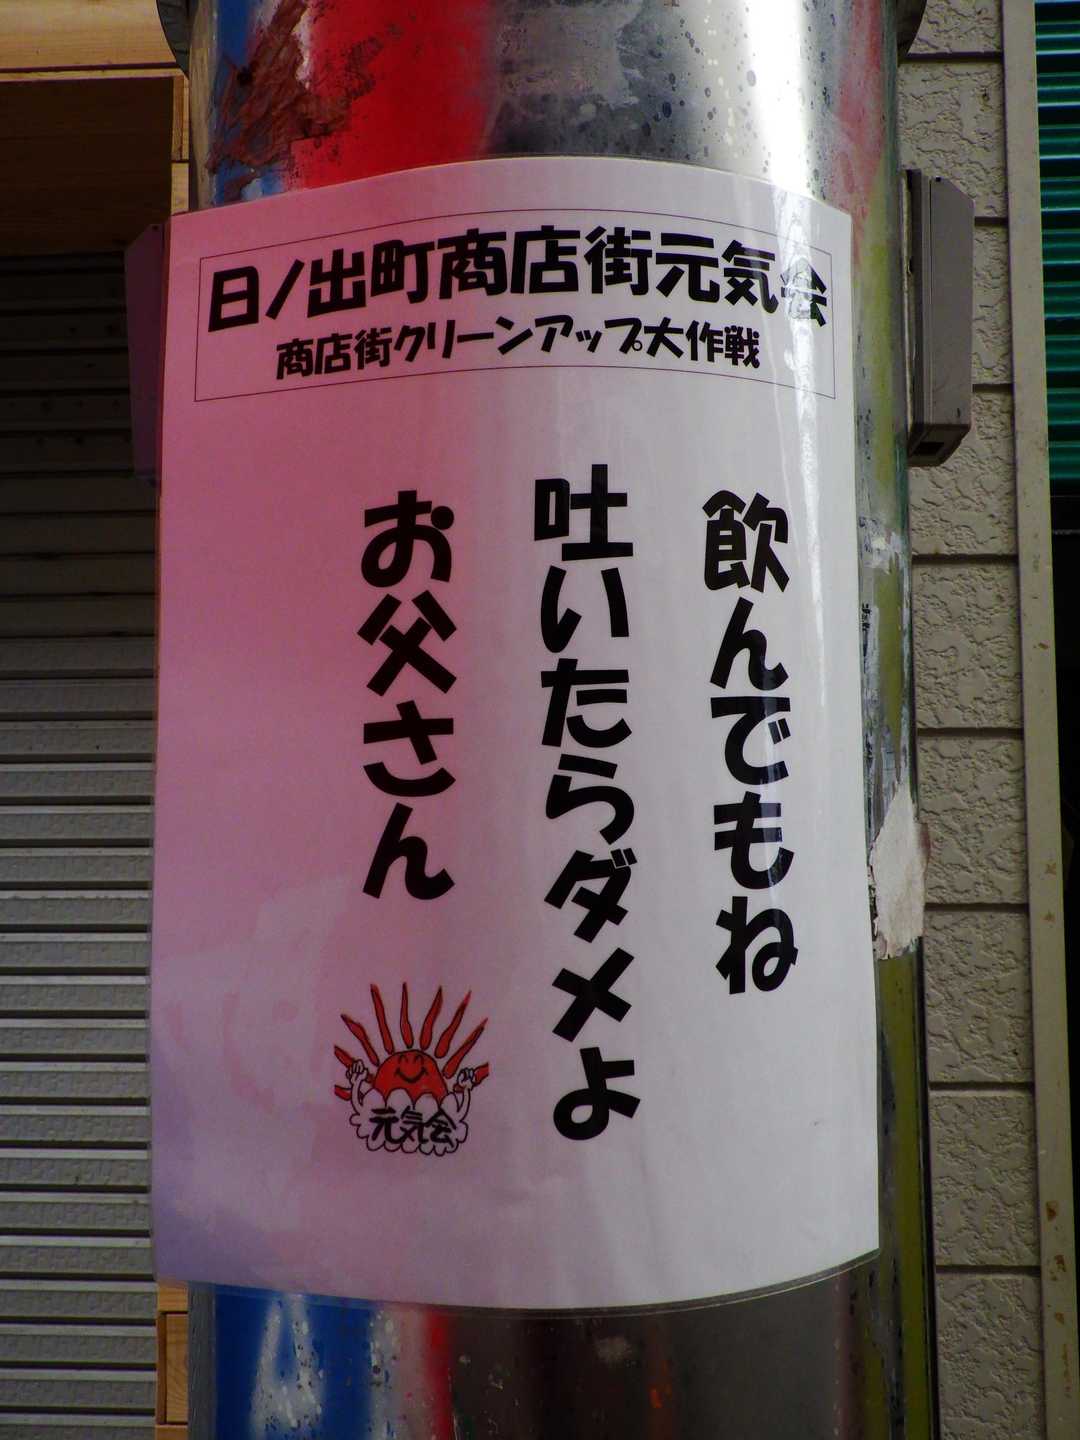 日ノ出町商店街元気会
商店街クリーンアップ大作戦
飲んでもね
吐いたらダメよ
お父さん
元気会